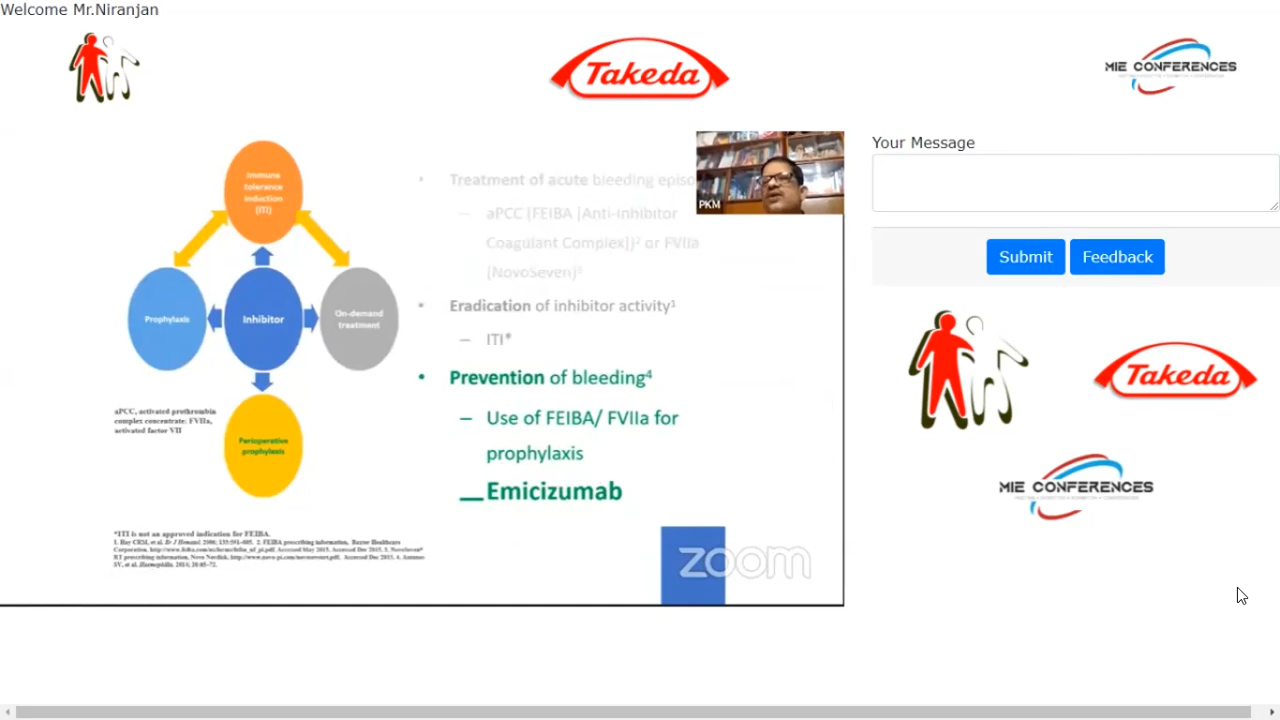 Welcome Mr.Niranjan
Takeda
MIE CONFERENCES
Immune
tolerance
induction
(ITI)
Prophylaxis
Inhibitor
On-demand
treatment
Perioperative
prophylaxis
aPCC, activated prothrombin
complex concentrate: FVIIa,
activated factor VII
• Treatment of acute bleeding episo
– aPCC [FEIBA [Anti-inhibitor
Coagulant Complex]}² or FVIIa
[NovoSeven]³
• Eradication of inhibitor activity¹
– ITI*
• Prevention of bleeding⁴
– Use of FEIBA/ FVIIa for
prophylaxis
Emicizumab
*ITI is not an approved indication for FEIBA.
PKM
zoom
Your Message
Submit
Feedback
Takeda
MIE CONFERENCES